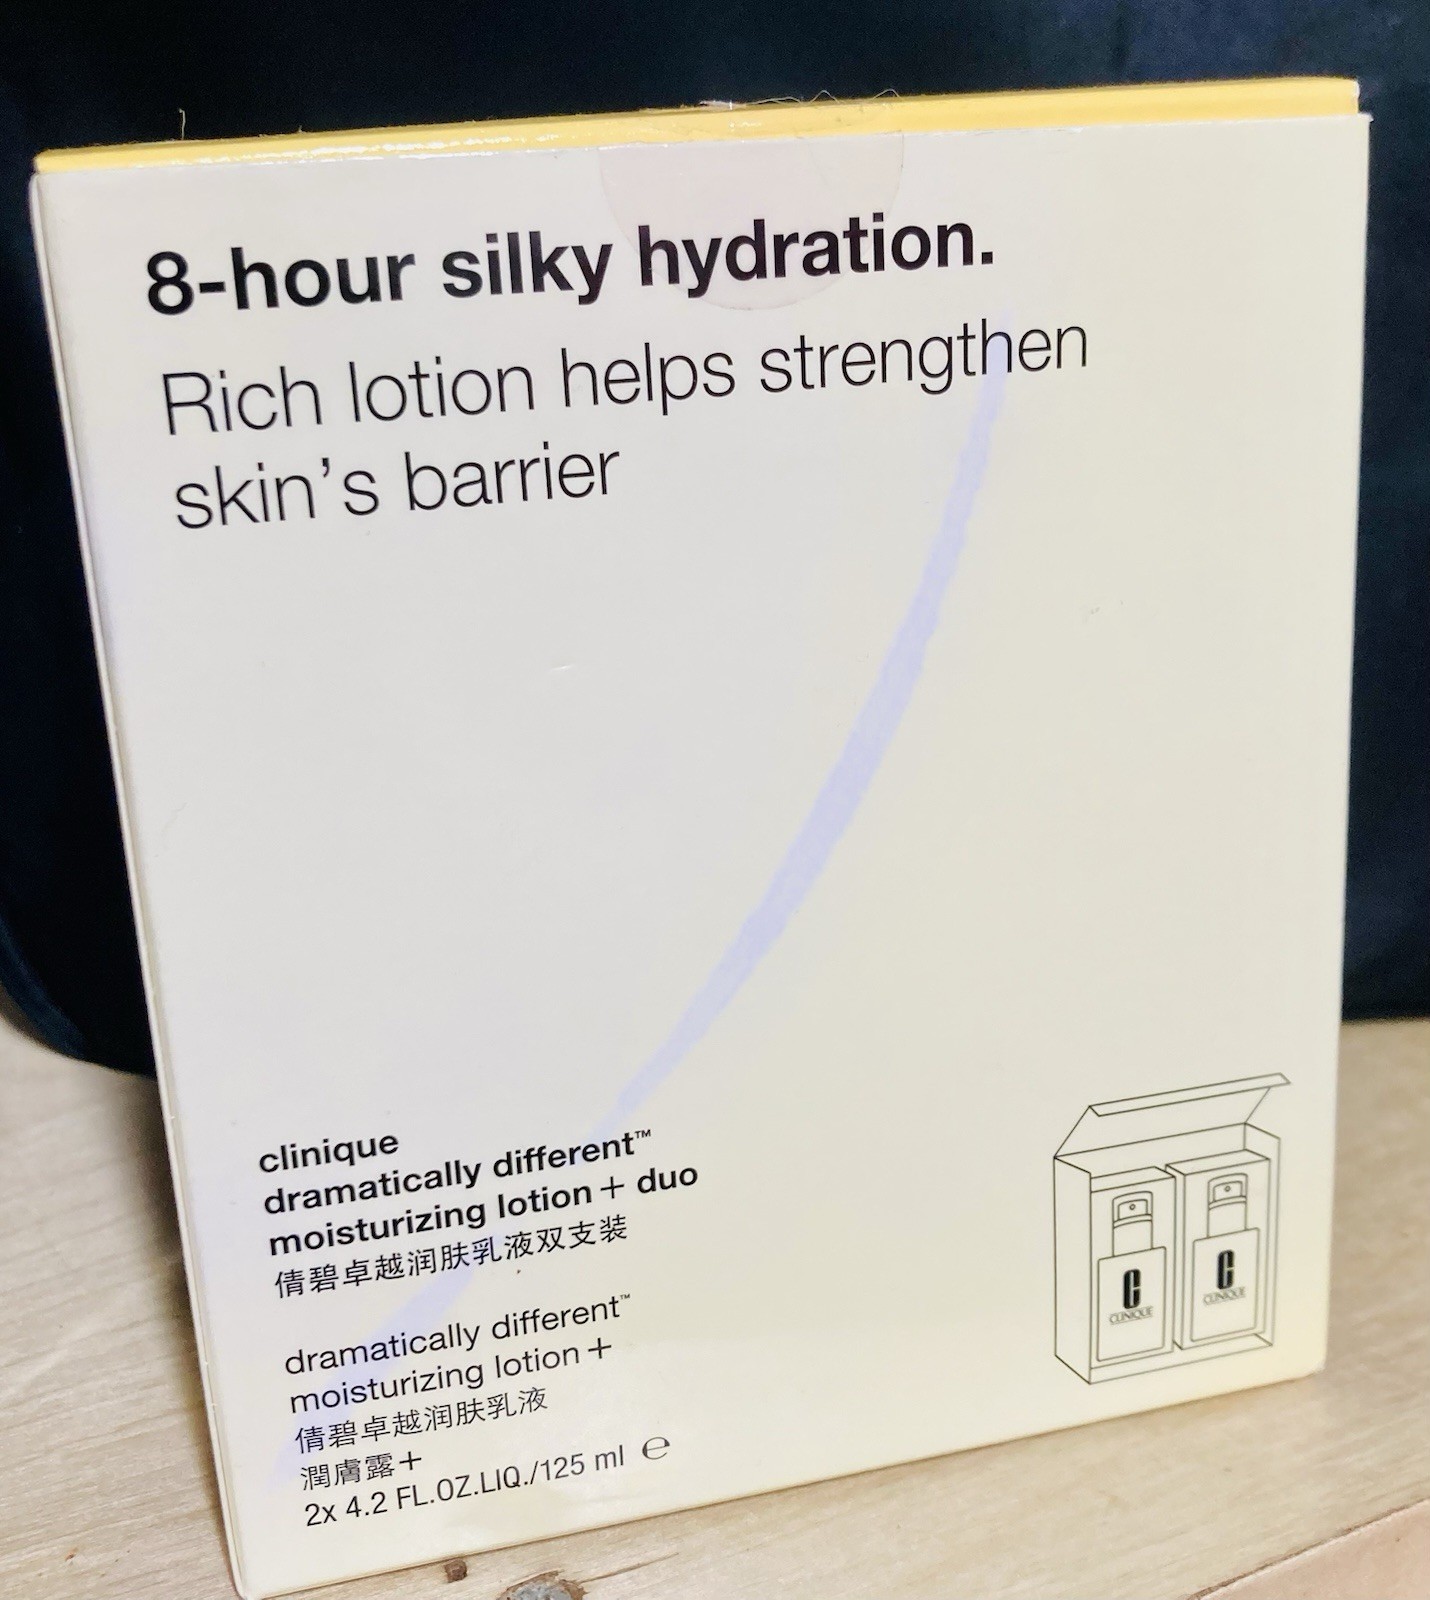 8-hour silky hydration.
Rich lotion helps strengthen
skin's barrier
clinique
dramatically different™
moisturizing lotion+ duo
倩碧卓越润肤乳液双支装
dramatically different™
moisturizing lotion+
倩碧卓越润肤乳液
潤膚露+
2x 4.2 FL.OZ.LIQ./125 ml ℮
C
CLINIQUE
C
CLINIQUE